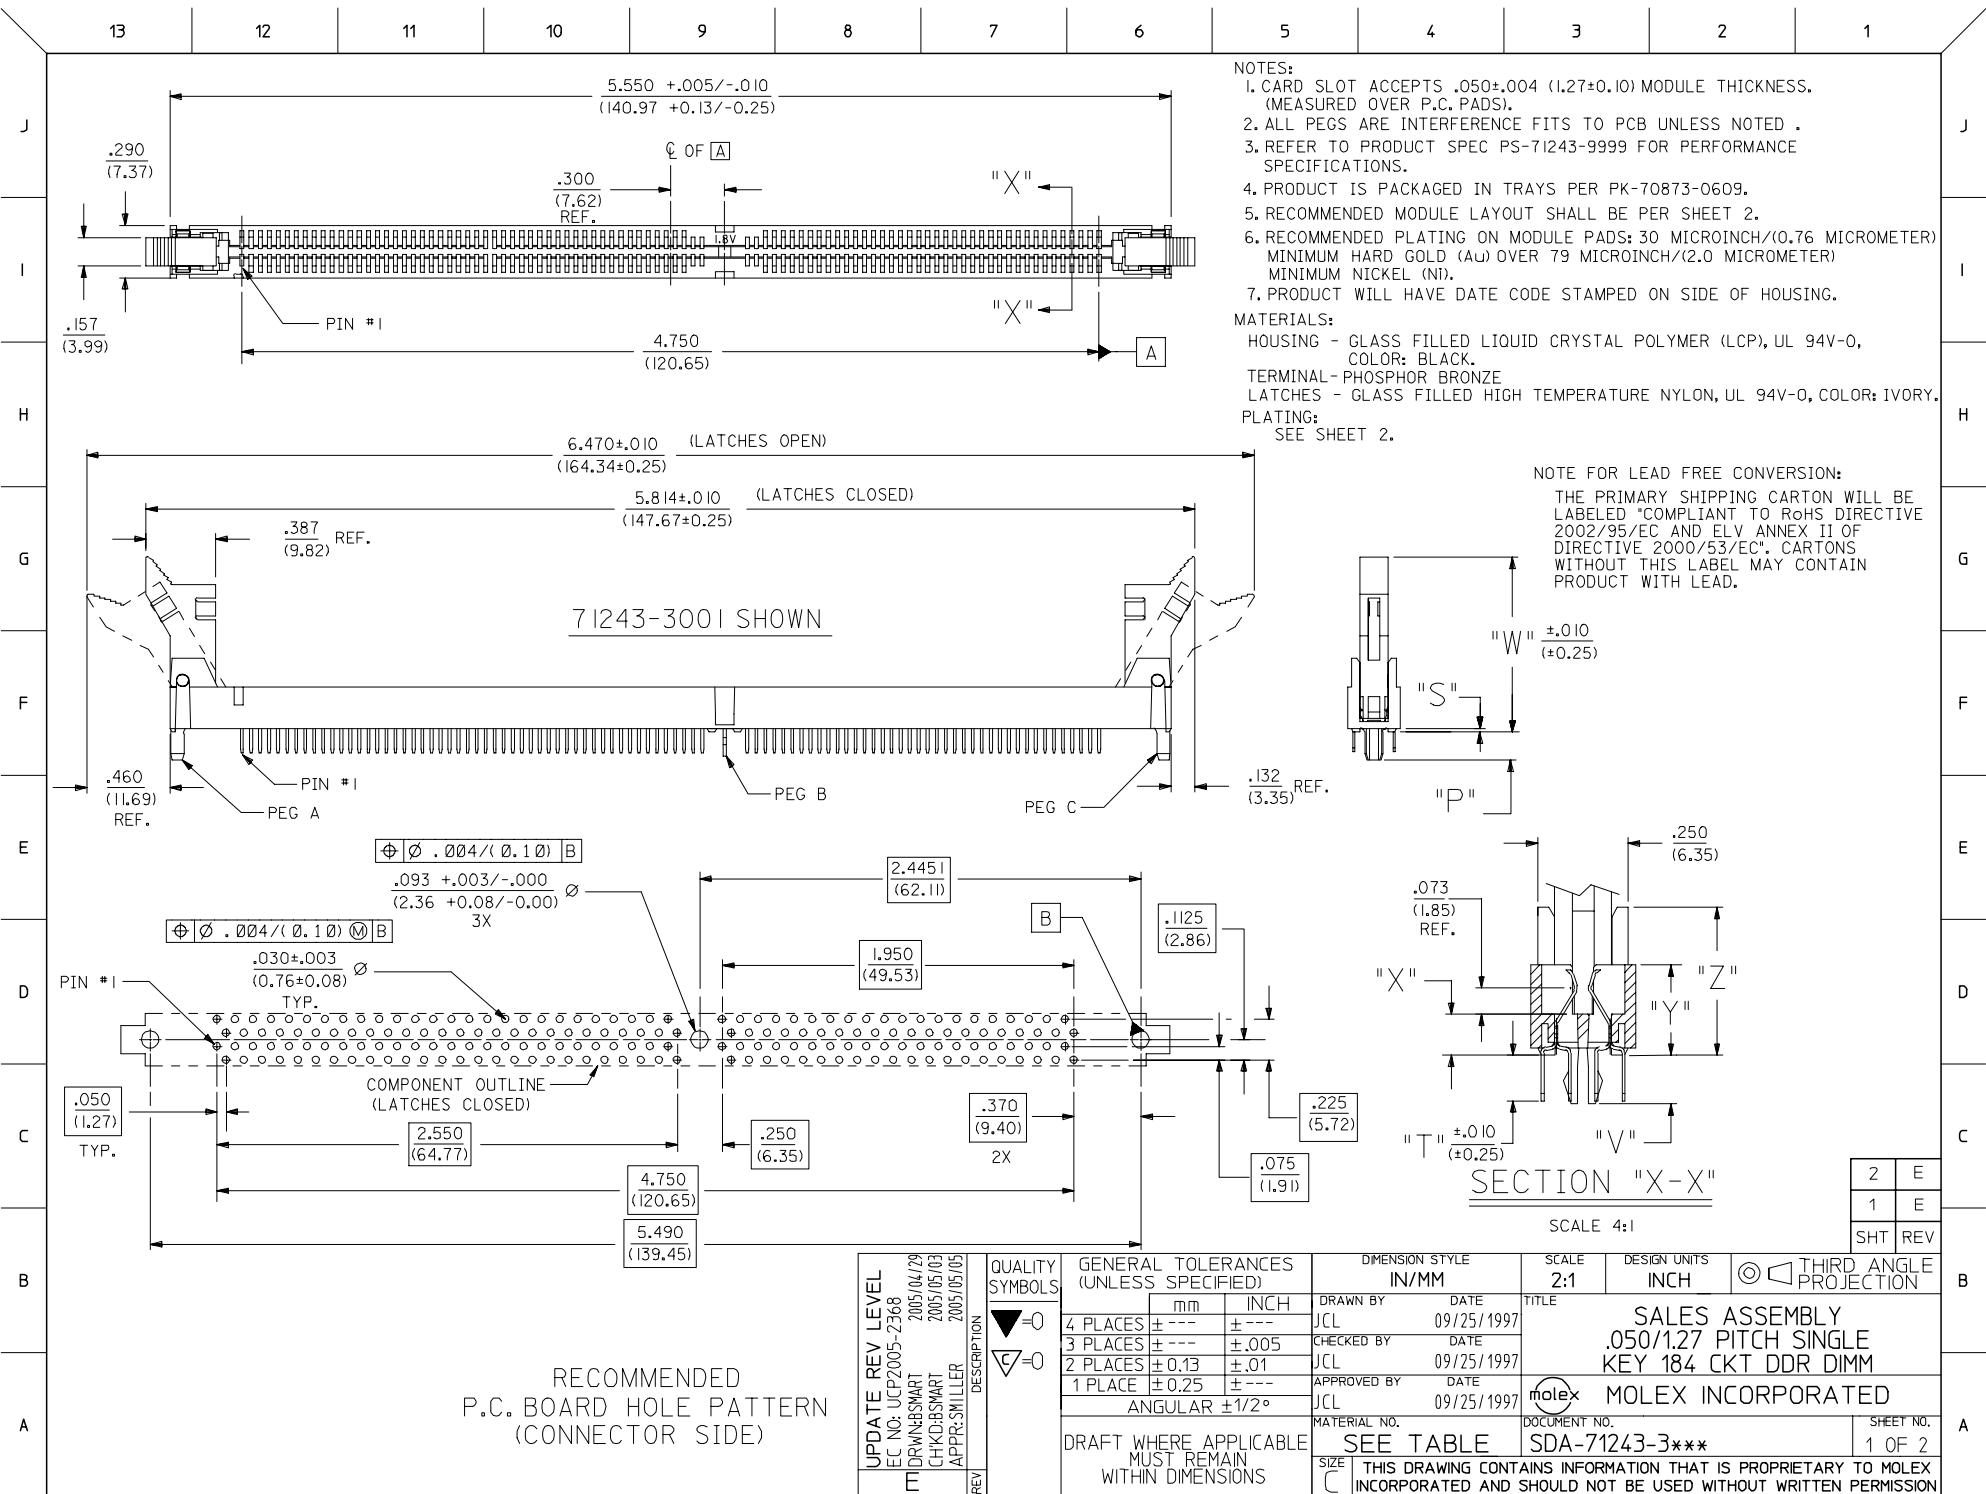 13 12 11 10 9 8 7 6 5 4 3 2 1
J
I
H
G
F
E
D
C
B
A
J
I
H
G
F
E
D
C
B
A
5.550 +.005/-.010
(140.97 +0.13/-0.25)
.290
(7.37)
℄ OF A
.300
(7.62)
REF.
"X"
1.8V
"X"
.157
(3.99)
PIN #1
4.750
(120.65)
A
NOTES:
1. CARD SLOT ACCEPTS .050±.004 (1.27±0.10) MODULE THICKNESS.
(MEASURED OVER P.C. PADS).
2. ALL PEGS ARE INTERFERENCE FITS TO PCB UNLESS NOTED .
3. REFER TO PRODUCT SPEC PS-71243-9999 FOR PERFORMANCE
SPECIFICATIONS.
4. PRODUCT IS PACKAGED IN TRAYS PER PK-70873-0609.
5. RECOMMENDED MODULE LAYOUT SHALL BE PER SHEET 2.
6. RECOMMENDED PLATING ON MODULE PADS: 30 MICROINCH/(0.76 MICROMETER)
MINIMUM HARD GOLD (Au) OVER 79 MICROINCH/(2.0 MICROMETER)
MINIMUM NICKEL (Ni).
7. PRODUCT WILL HAVE DATE CODE STAMPED ON SIDE OF HOUSING.
MATERIALS:
HOUSING - GLASS FILLED LIQUID CRYSTAL POLYMER (LCP), UL 94V-0,
COLOR: BLACK.
TERMINAL- PHOSPHOR BRONZE
LATCHES - GLASS FILLED HIGH TEMPERATURE NYLON, UL 94V-0, COLOR: IVORY.
PLATING:
SEE SHEET 2.
NOTE FOR LEAD FREE CONVERSION:
THE PRIMARY SHIPPING CARTON WILL BE
LABELED "COMPLIANT TO RoHS DIRECTIVE
2002/95/EC AND ELV ANNEX II OF
DIRECTIVE 2000/53/EC". CARTONS
WITHOUT THIS LABEL MAY CONTAIN
PRODUCT WITH LEAD.
6.470±.010 (LATCHES OPEN)
(164.34±0.25)
5.814±.010 (LATCHES CLOSED)
(147.67±0.25)
.387
(9.82) REF.
71243-3001 SHOWN
"W" ±.010
(±0.25)
"S"
"P"
.460
(11.69)
REF.
PIN #1
PEG A
PEG B
PEG C
.132
(3.35) REF.
⌖ Ø .004/(0.10) B
.093 +.003/-.000
(2.36 +0.08/-0.00) Ø
3X
⌖ Ø .004/(0.10) Ⓜ B
.030±.003
(0.76±0.08) Ø
TYP.
PIN #1
2.4451
(62.11)
B
1.950
(49.53)
.1125
(2.86)
COMPONENT OUTLINE
(LATCHES CLOSED)
.050
(1.27)
TYP.
2.550
(64.77)
.250
(6.35)
.370
(9.40)
2X
.225
(5.72)
.075
(1.91)
4.750
(120.65)
5.490
(139.45)
.250
(6.35)
.073
(1.85)
REF.
"X"
"Y"
"Z"
"T" ±.010
(±0.25)
"V"
SECTION "X-X"
SCALE 4:1
RECOMMENDED
P.C. BOARD HOLE PATTERN
(CONNECTOR SIDE)
2 E
1 E
SHT REV
UPDATE REV LEVEL
EC NO: UCP2005-2368
DRWN:BSMART 2005/04/29
CH'KD:BSMART 2005/05/03
APPR:SMILLER 2005/05/05
DESCRIPTION
E
REV
QUALITY
SYMBOLS
=0
C =0
GENERAL TOLERANCES
(UNLESS SPECIFIED)
mm INCH
4 PLACES ± --- ± ---
3 PLACES ± --- ±.005
2 PLACES ± 0.13 ±.01
1 PLACE ± 0.25 ± ---
ANGULAR ±1/2°
DRAFT WHERE APPLICABLE
MUST REMAIN
WITHIN DIMENSIONS
DIMENSION STYLE
IN/MM
SCALE
2:1
DESIGN UNITS
INCH
THIRD ANGLE
PROJECTION
DRAWN BY DATE
JCL 09/25/1997
CHECKED BY DATE
JCL 09/25/1997
APPROVED BY DATE
JCL 09/25/1997
TITLE
SALES ASSEMBLY
.050/1.27 PITCH SINGLE
KEY 184 CKT DDR DIMM
molex MOLEX INCORPORATED
MATERIAL NO.
SEE TABLE
DOCUMENT NO.
SDA-71243-3***
SHEET NO.
1 OF 2
SIZE
C
THIS DRAWING CONTAINS INFORMATION THAT IS PROPRIETARY TO MOLEX
INCORPORATED AND SHOULD NOT BE USED WITHOUT WRITTEN PERMISSION